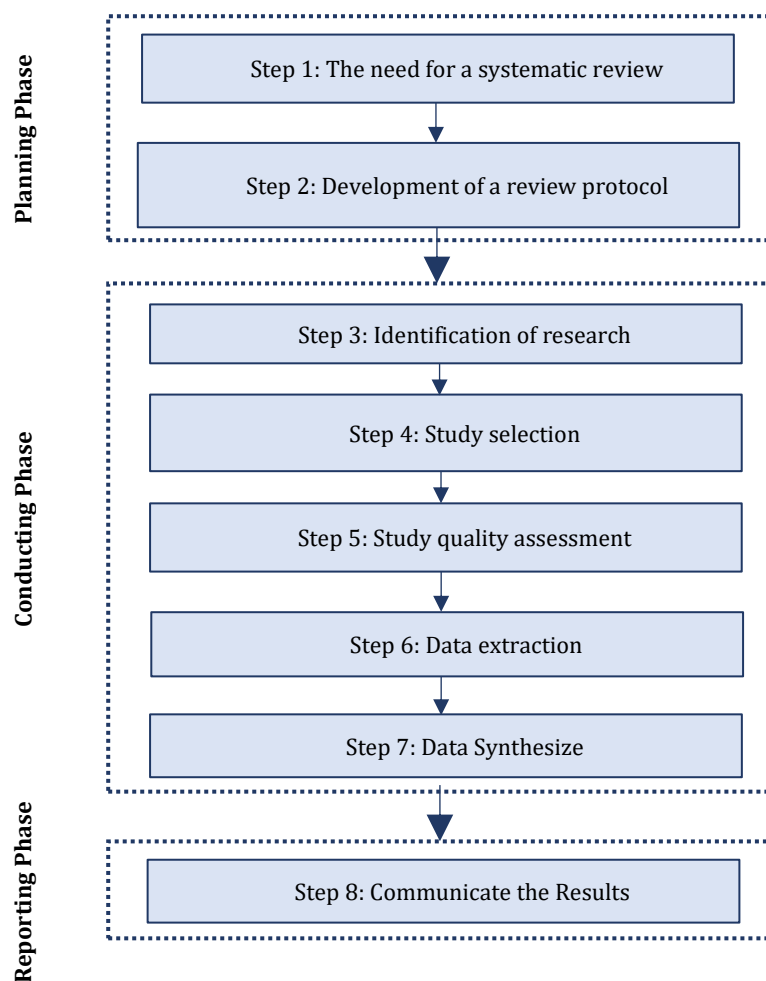 Planning Phase
Step 1: The need for a systematic review
Step 2: Development of a review protocol
Conducting Phase
Step 3: Identification of research
Step 4: Study selection
Step 5: Study quality assessment
Step 6: Data extraction
Step 7: Data Synthesize
Reporting Phase
Step 8: Communicate the Results